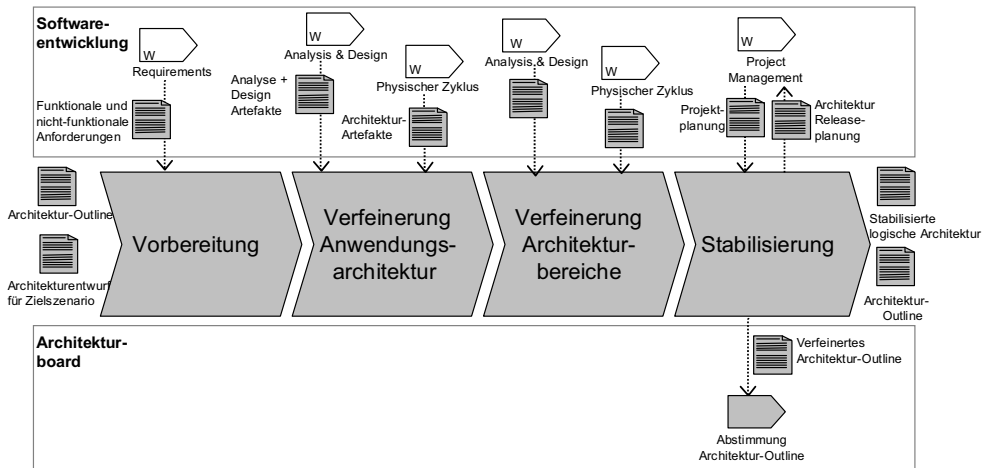 Software-
entwicklung
W
Requirements
Funktionale und
nicht-funktionale
Anforderungen
W
Analysis & Design
Analyse +
Design
Artefakte
W
Physischer Zyklus
Architektur-
Artefakte
W
Analysis & Design
W
Physischer Zyklus
W
Project
Management
Projekt-
planung
Architektur
Release-
planung
Architektur-Outline
Architekturentwurf
für Zielszenario
Vorbereitung
Verfeinerung
Anwendungs-
architektur
Verfeinerung
Architektur-
bereiche
Stabilisierung
Stabilisierte
logische Architektur
Architektur-
Outline
Architektur-
board
Verfeinertes
Architektur-Outline
Abstimmung
Architektur-Outline